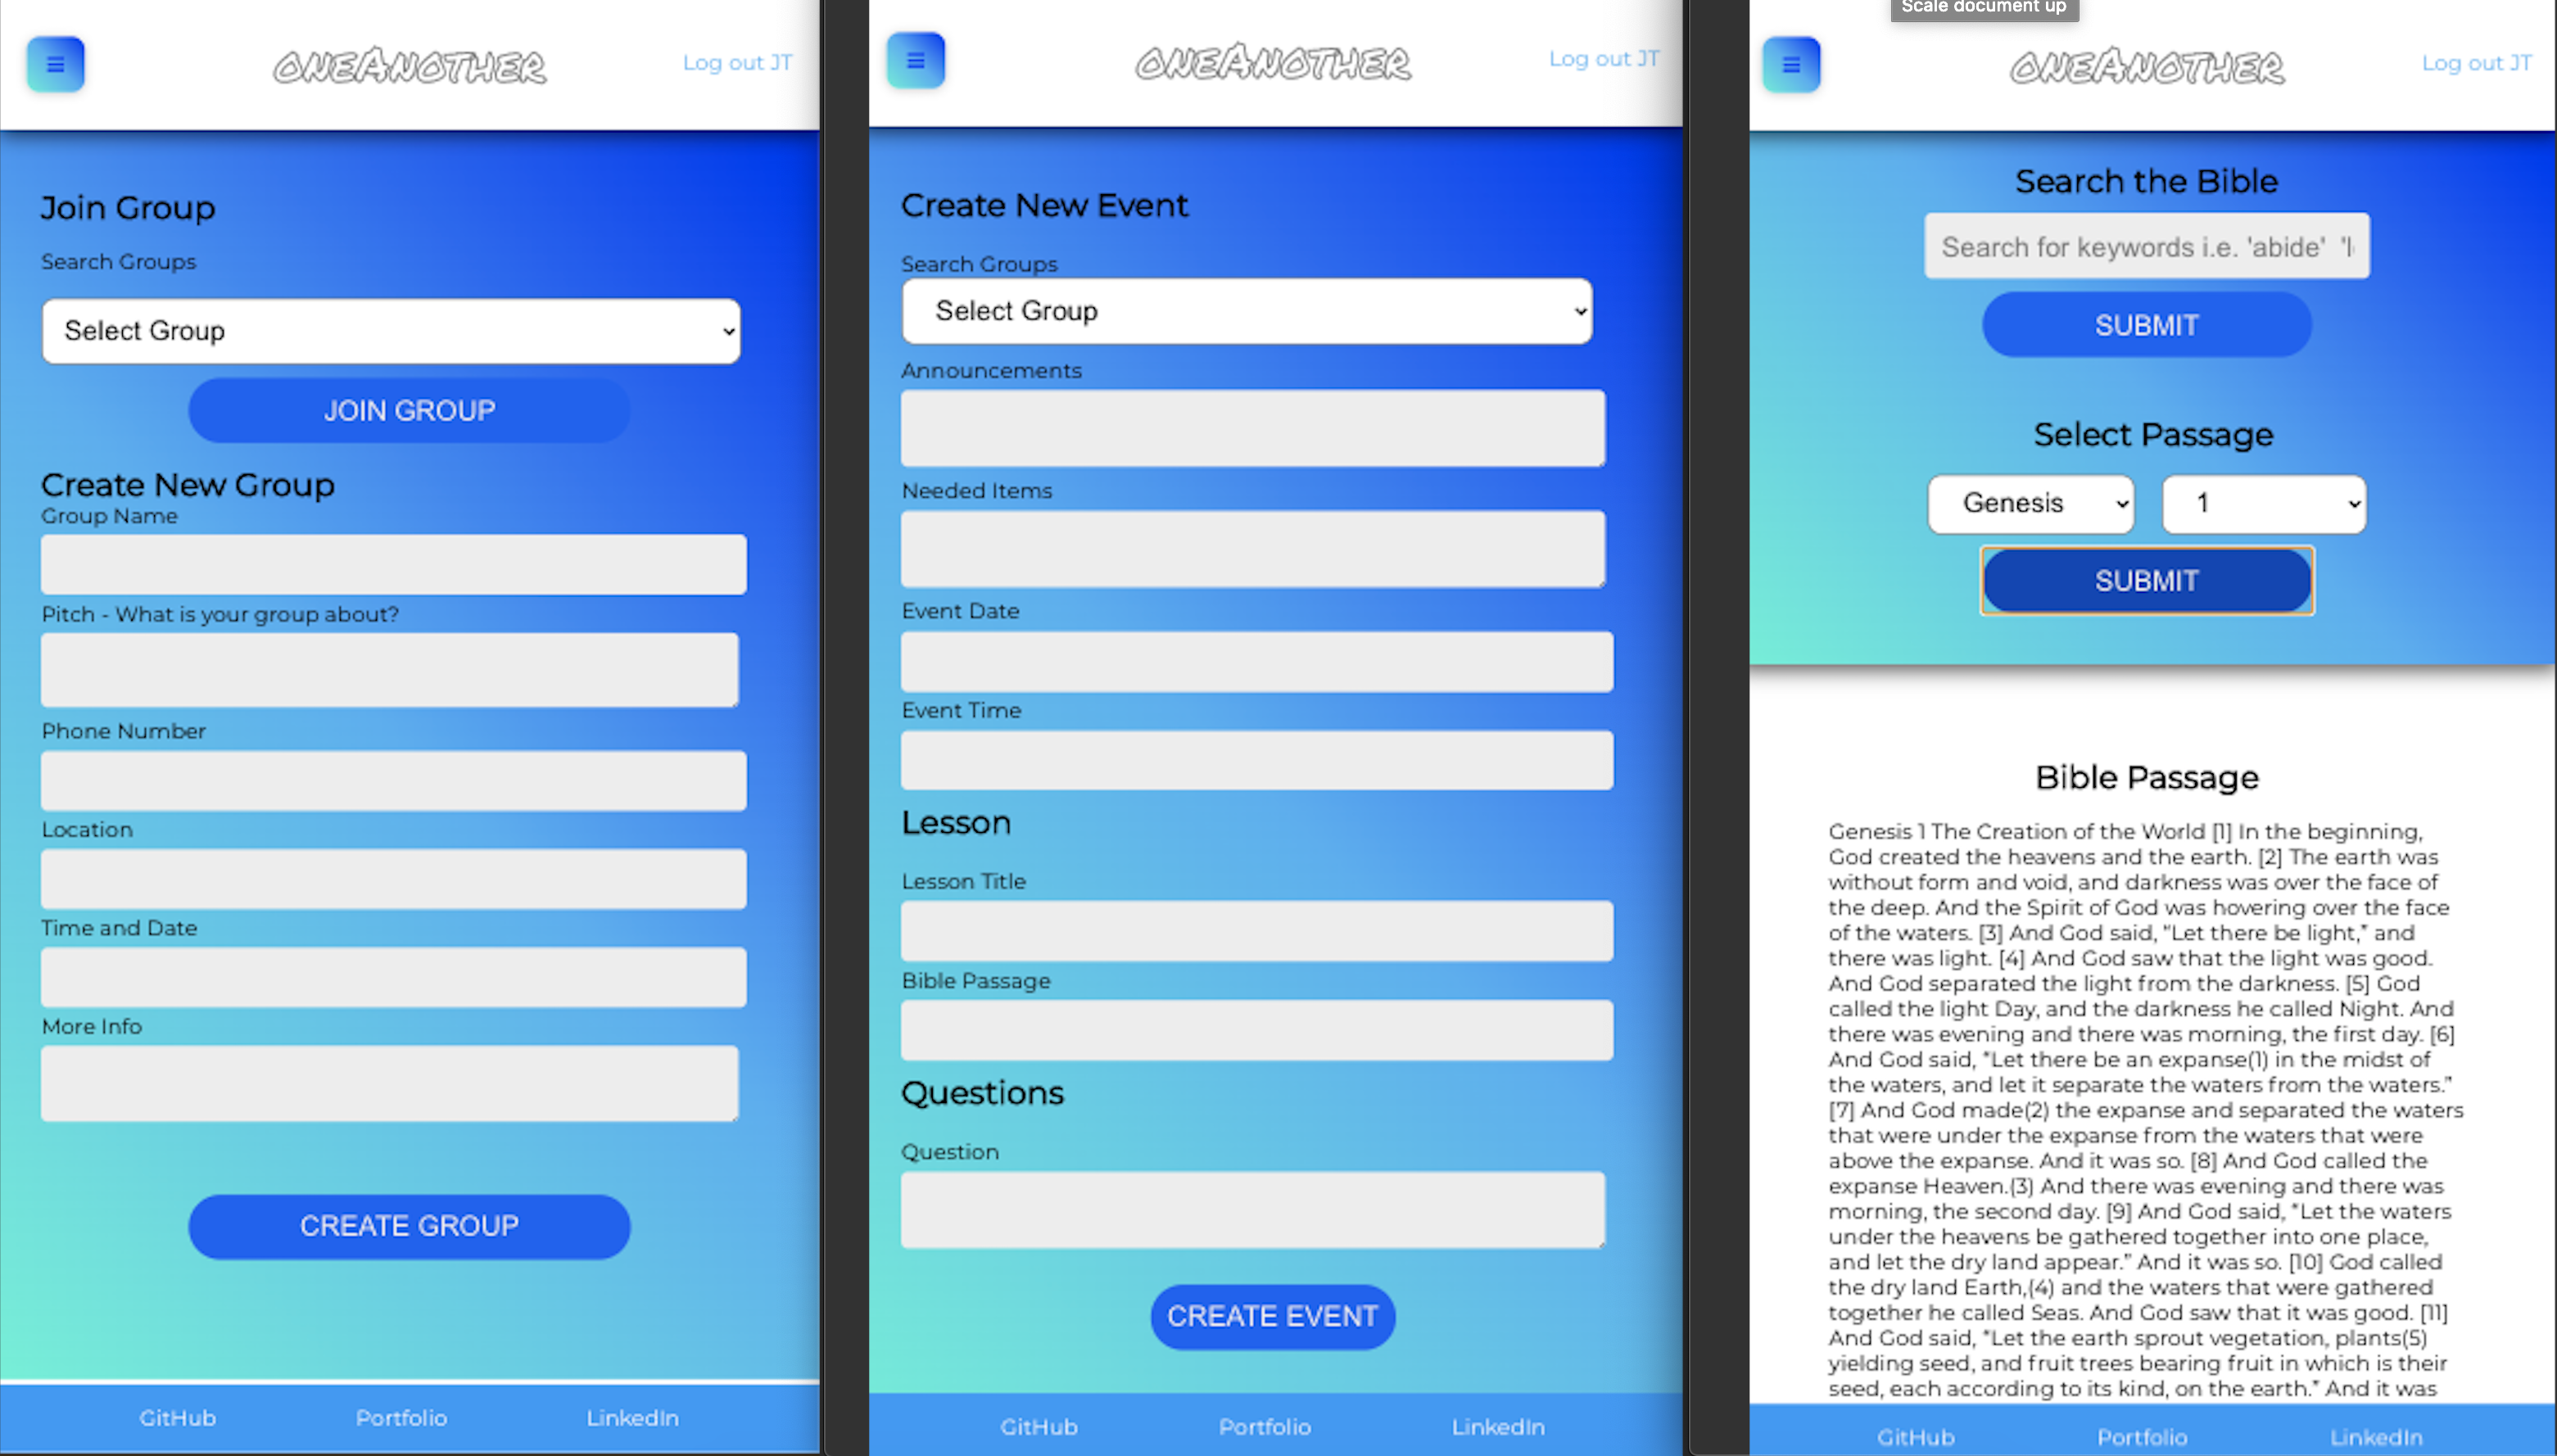 oneAnother
Log out JT
Join Group
Search Groups
Select Group
JOIN GROUP
Create New Group
Group Name
Pitch - What is your group about?
Phone Number
Location
Time and Date
More Info
CREATE GROUP
GitHub Portfolio LinkedIn
oneAnother
Log out JT
Create New Event
Search Groups
Select Group
Announcements
Needed Items
Event Date
Event Time
Lesson
Lesson Title
Bible Passage
Questions
Question
CREATE EVENT
GitHub Portfolio LinkedIn
Scale document up
oneAnother
Log out JT
Search the Bible
Search for keywords i.e. 'abide' 'l
SUBMIT
Select Passage
Genesis 1
SUBMIT
Bible Passage
Genesis 1 The Creation of the World [1] In the beginning,
God created the heavens and the earth. [2] The earth was
without form and void, and darkness was over the face of
the deep. And the Spirit of God was hovering over the face
of the waters. [3] And God said, “Let there be light,” and
there was light. [4] And God saw that the light was good.
And God separated the light from the darkness. [5] God
called the light Day, and the darkness he called Night. And
there was evening and there was morning, the first day. [6]
And God said, “Let there be an expanse(1) in the midst of
the waters, and let it separate the waters from the waters.”
[7] And God made(2) the expanse and separated the waters
that were under the expanse from the waters that were
above the expanse. And it was so. [8] And God called the
expanse Heaven.(3) And there was evening and there was
morning, the second day. [9] And God said, “Let the waters
under the heavens be gathered together into one place,
and let the dry land appear.” And it was so. [10] God called
the dry land Earth,(4) and the waters that were gathered
together he called Seas. And God saw that it was good. [11]
And God said, “Let the earth sprout vegetation, plants(5)
yielding seed, and fruit trees bearing fruit in which is their
seed, each according to its kind, on the earth.” And it was
GitHub Portfolio LinkedIn